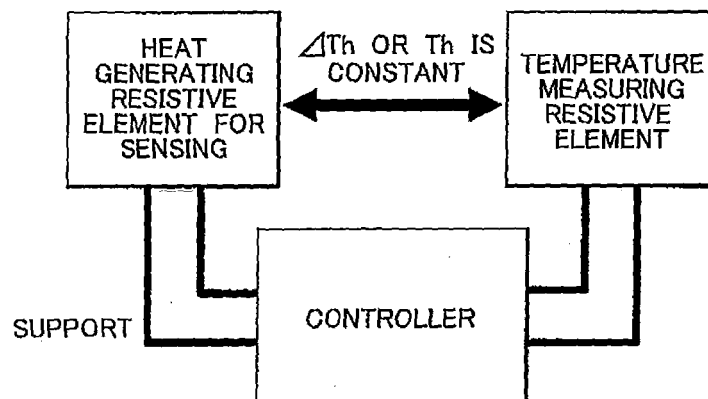 HEAT
GENERATING
RESISTIVE
ELEMENT FOR
SENSING
⊿Th OR Th IS
CONSTANT
TEMPERATURE
MEASURING
RESISTIVE
ELEMENT
SUPPORT
CONTROLLER